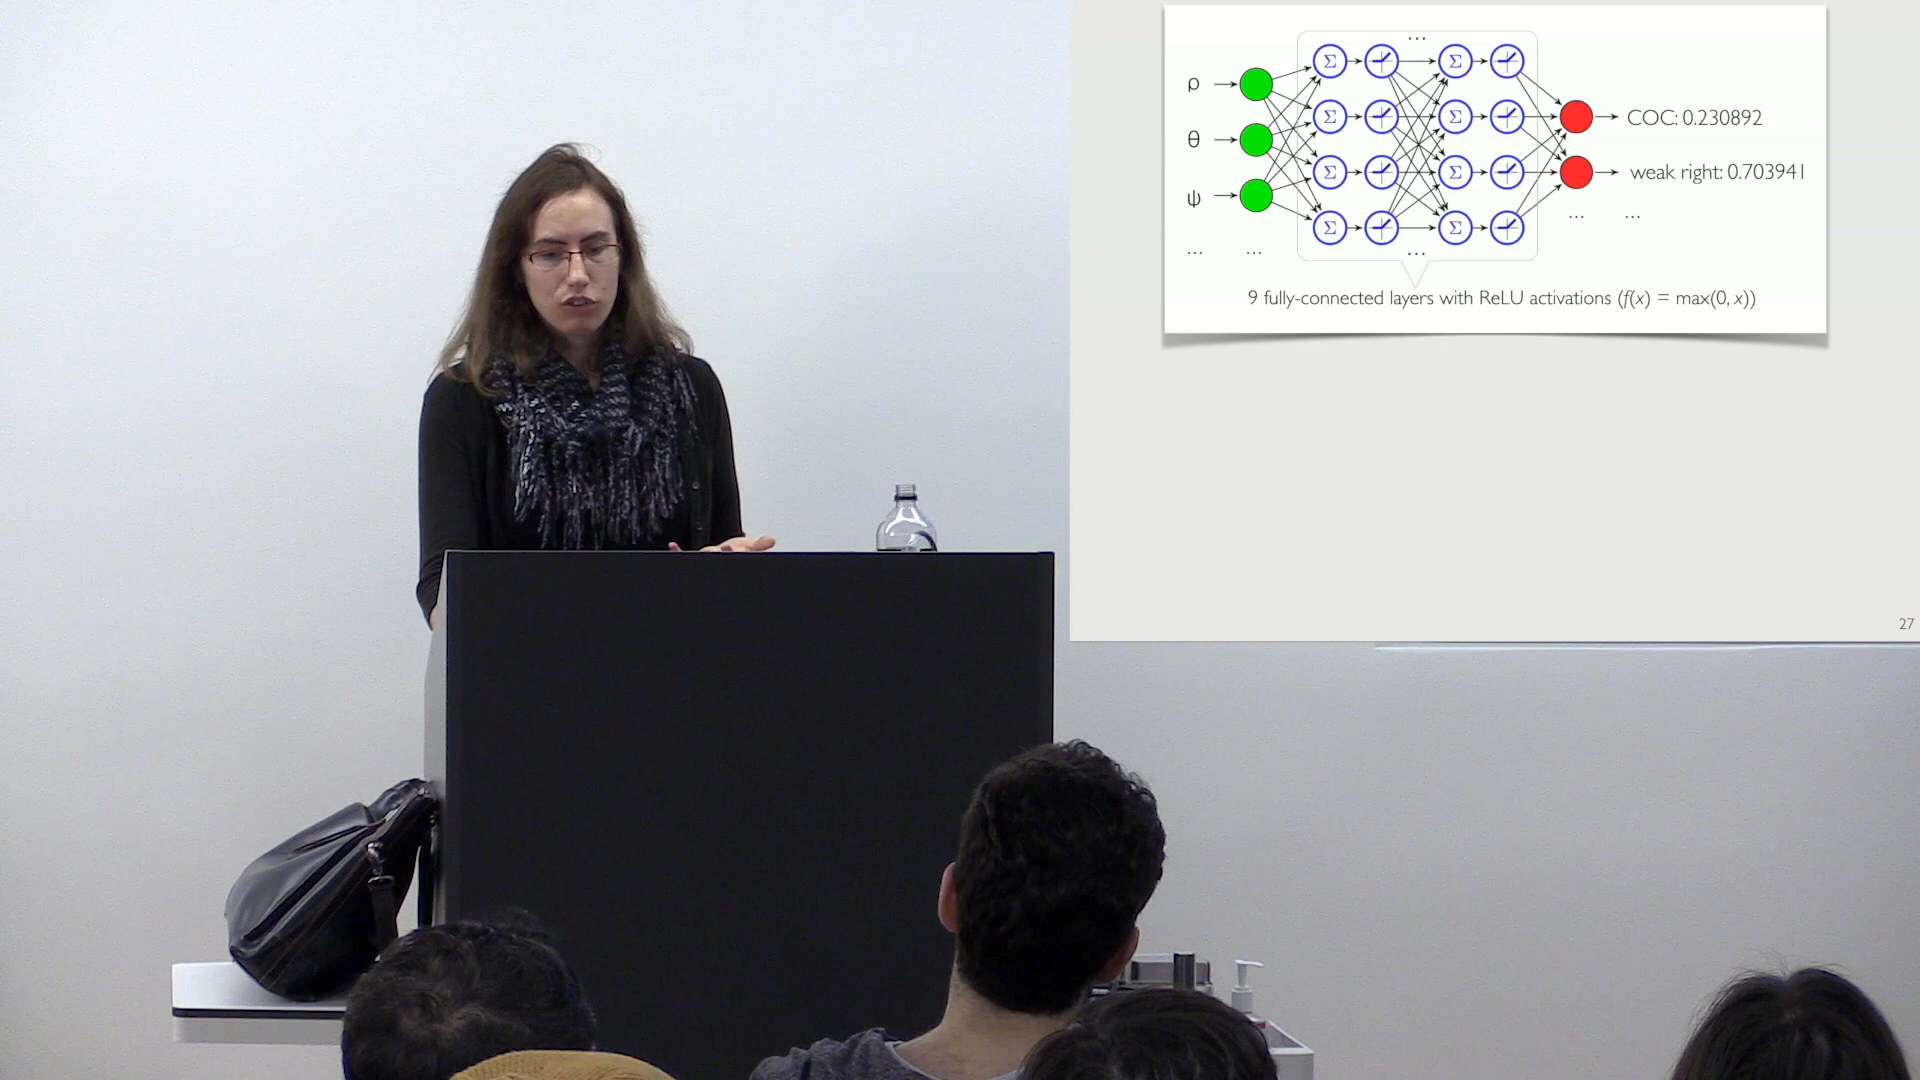 …
ρ
θ
ψ
… …
Σ Σ
Σ Σ
Σ Σ
Σ Σ
…
COC: 0.230892
weak right: 0.703941
… …
9 fully-connected layers with ReLU activations (f(x) = max(0, x))
27